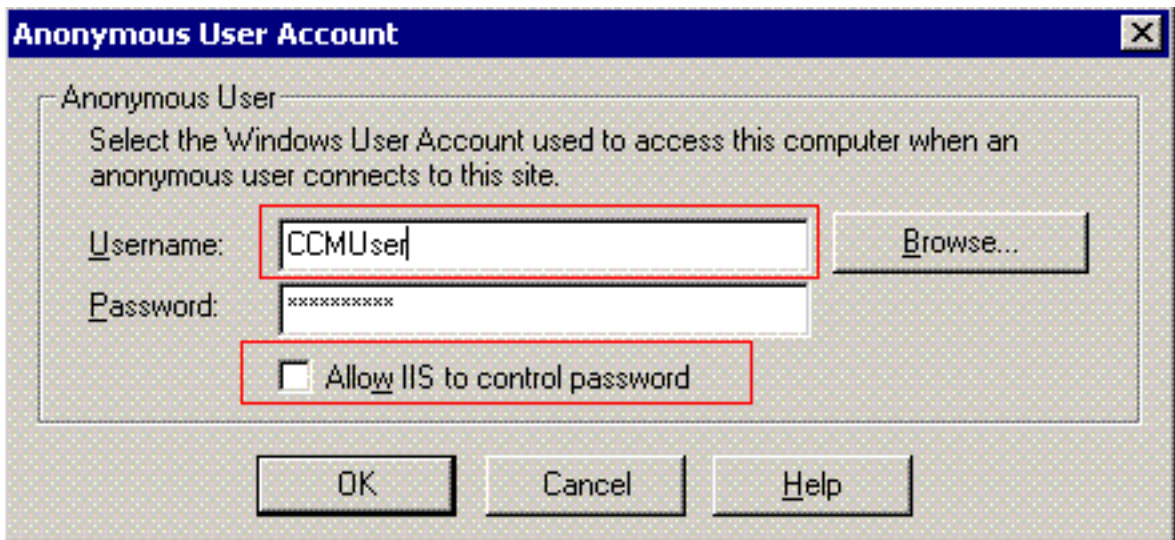 Anonymous User Account
Anonymous User
Select the Windows User Account used to access this computer when an
anonymous user connects to this site.
Username: CCMUser Browse...
Password: **********
Allow IIS to control password
OK Cancel Help